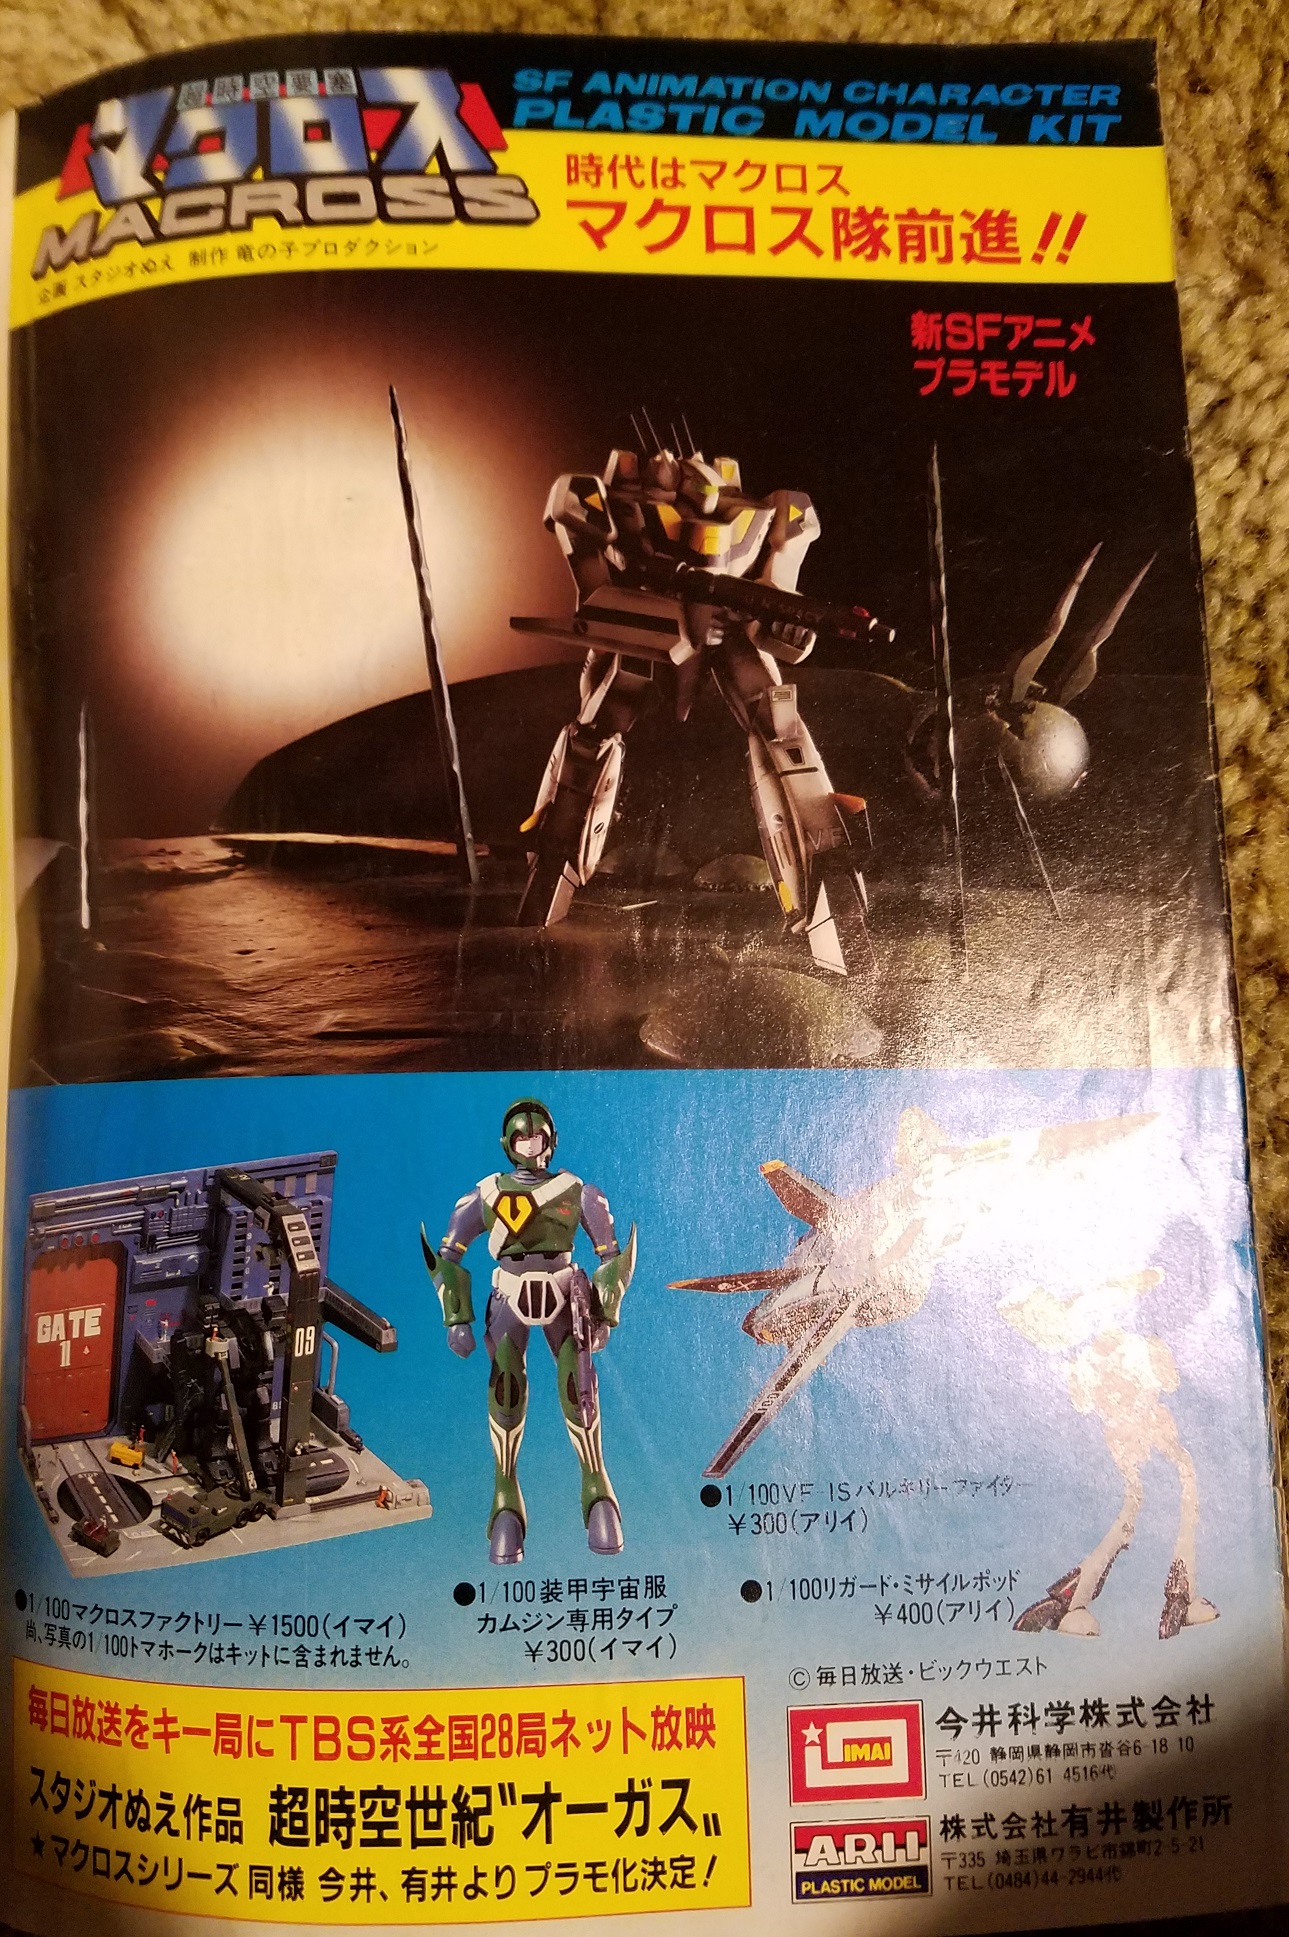 超時空要塞
マクロス
MACROSS
企画 スタジオぬえ 制作 竜の子プロダクション
SF ANIMATION CHARACTER
PLASTIC MODEL KIT
時代はマクロス
マクロス隊前進!!
新SFアニメ
プラモデル
GATE
1
09
●1/100マクロスファクトリー ¥1500(イマイ)
尚、写真の1/100トマホークはキットに含まれません。
●1/100装甲宇宙服
カムジン専用タイプ
¥300(イマイ)
●1/100VF-1Sバルキリーファイター
¥300(アリイ)
●1/100リガード・ミサイルポッド
¥400(アリイ)
©毎日放送・ビックウエスト
毎日放送をキー局にTBS系全国28局ネット放映
スタジオぬえ作品 超時空世紀〝オーガス〟
★マクロスシリーズ同様 今井、有井よりプラモ化決定!
IMAI
今井科学株式会社
〒420 静岡県静岡市沓谷6-18-10
TEL(0542)61-4516代
ARII
PLASTIC MODEL
株式会社有井製作所
〒335 埼玉県ワラビ市錦町2-5-21
TEL(0484)44-2944代